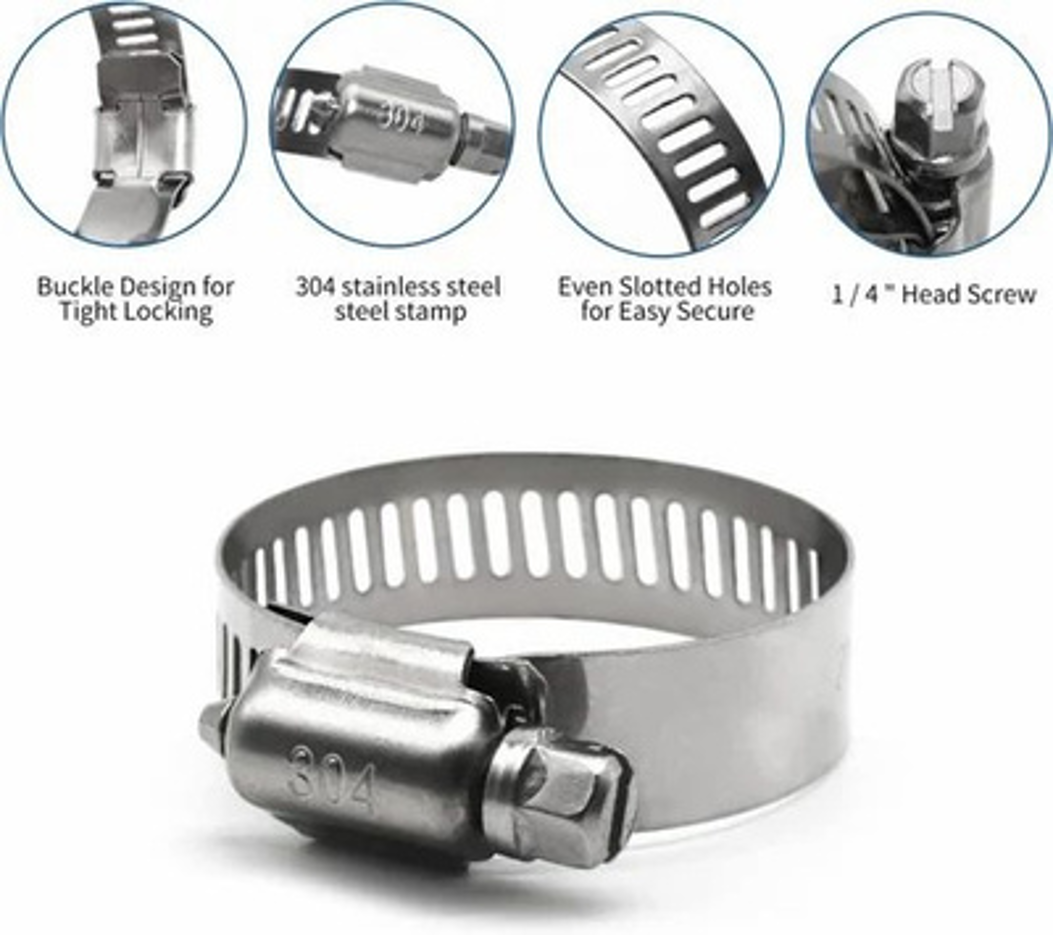 304
Buckle Design for
Tight Locking
304 stainless steel
steel stamp
Even Slotted Holes
for Easy Secure
1 / 4 " Head Screw
304